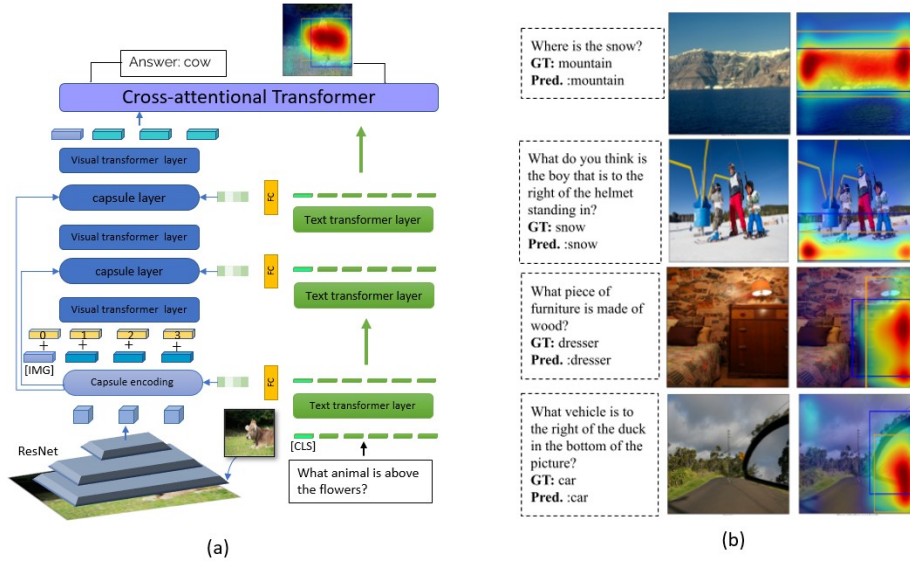 Answer: cow
Cross-attentional Transformer
Visual transformer layer
capsule layer
FC
Text transformer layer
Visual transformer layer
capsule layer
FC
Text transformer layer
Visual transformer layer
0 1 2 3
+ + + +
[IMG]
Capsule encoding
FC
Text transformer layer
ResNet
[CLS]
What animal is above
the flowers?
(a)
Where is the snow?
GT: mountain
Pred. :mountain
What do you think is
the boy that is to the
right of the helmet
standing in?
GT: snow
Pred. :snow
What piece of
furniture is made of
wood?
GT: dresser
Pred. :dresser
What vehicle is to
the right of the duck
in the bottom of the
picture?
GT: car
Pred. :car
(b)